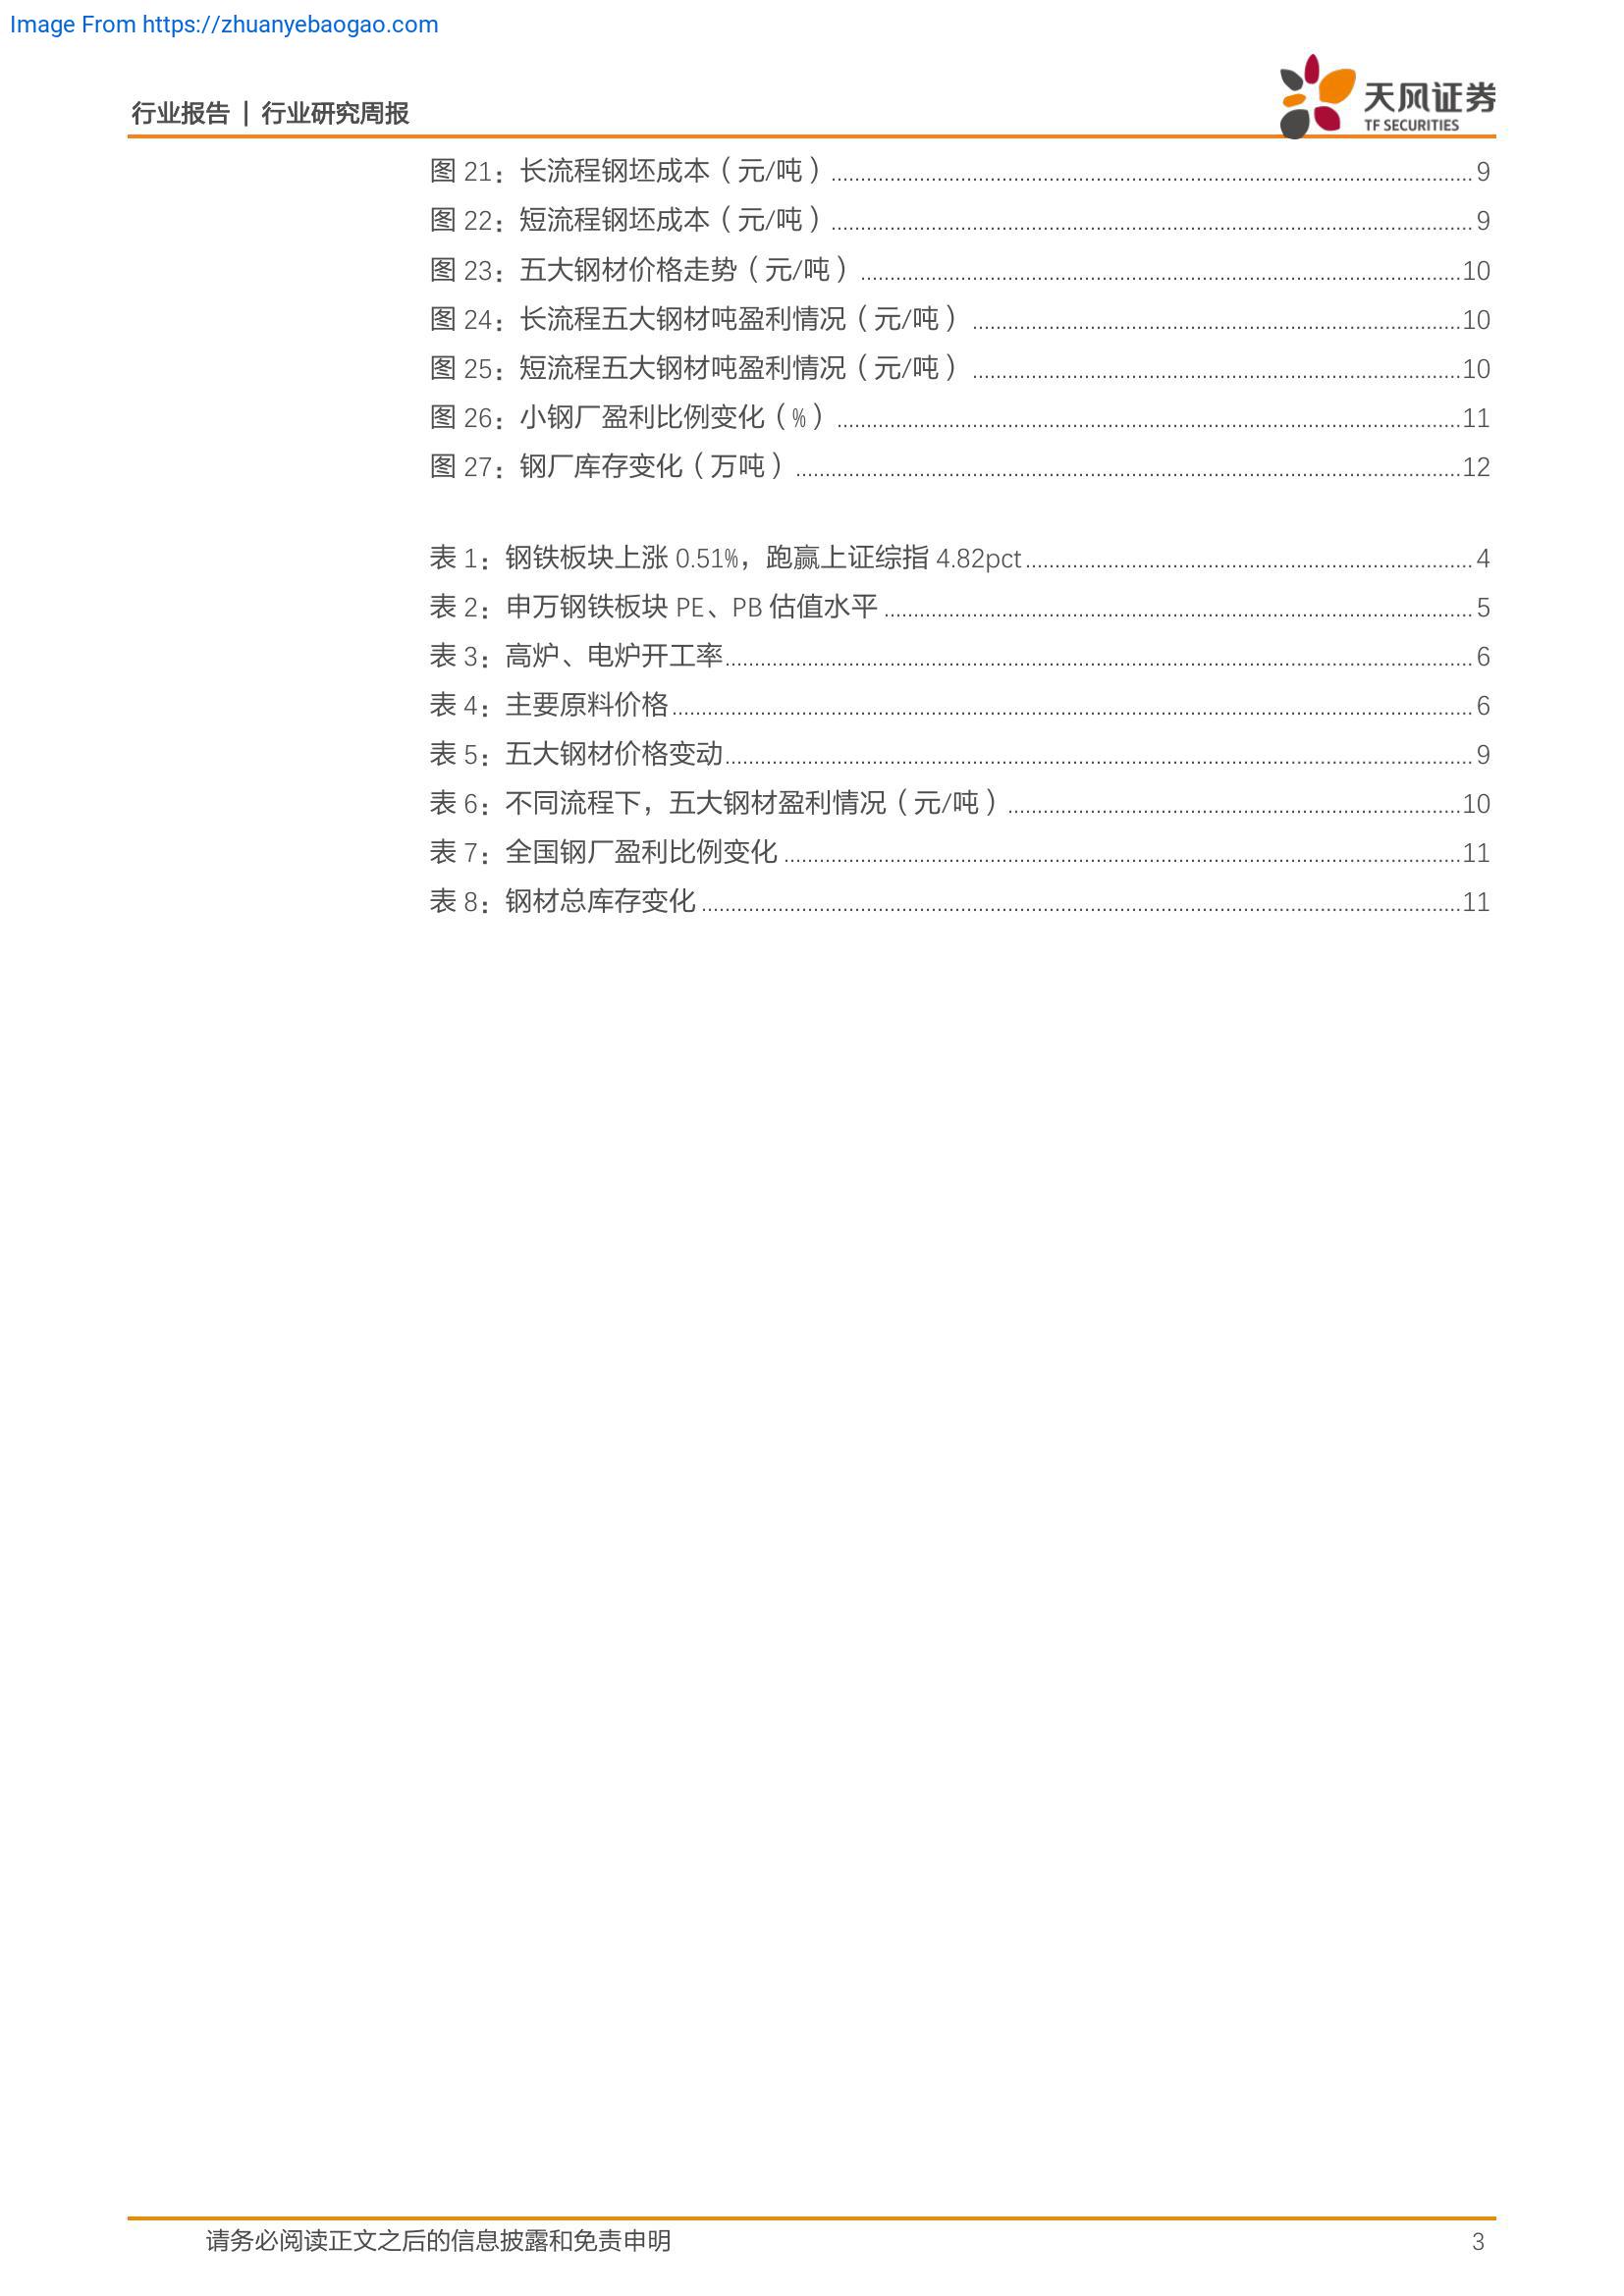 Image From https://zhuanyebaogao.com
行业报告 | 行业研究周报
天风证券
TF SECURITIES
图 21：长流程钢坯成本（元/吨）........ 9
图 22：短流程钢坯成本（元/吨）........ 9
图 23：五大钢材价格走势（元/吨）........ 10
图 24：长流程五大钢材吨盈利情况（元/吨）........ 10
图 25：短流程五大钢材吨盈利情况（元/吨）........ 10
图 26：小钢厂盈利比例变化（%）........ 11
图 27：钢厂库存变化（万吨）........ 12
表 1：钢铁板块上涨 0.51%，跑赢上证综指 4.82pct........ 4
表 2：申万钢铁板块 PE、PB 估值水平........ 5
表 3：高炉、电炉开工率........ 6
表 4：主要原料价格........ 6
表 5：五大钢材价格变动........ 9
表 6：不同流程下，五大钢材盈利情况（元/吨）........ 10
表 7：全国钢厂盈利比例变化........ 11
表 8：钢材总库存变化........ 11
请务必阅读正文之后的信息披露和免责申明
3